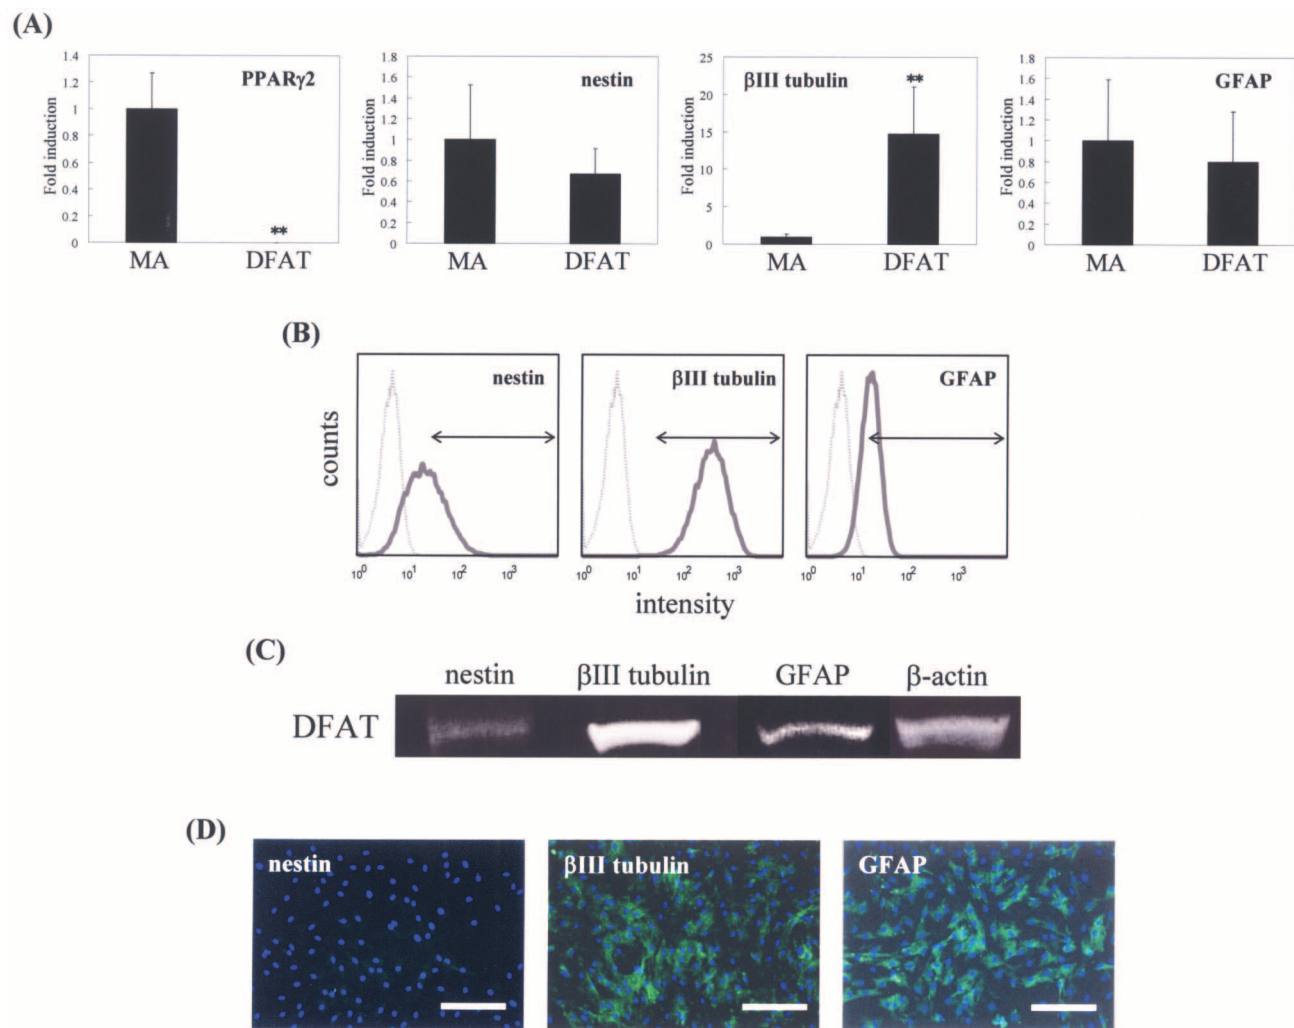 (A)
PPARγ2
Fold induction
1.4
1.2
1
0.8
0.6
0.4
0.2
0
**
MA DFAT
nestin
Fold induction
1.8
1.6
1.4
1.2
1
0.8
0.6
0.4
0.2
0
MA DFAT
βIII tubulin
Fold induction
25
20
15
10
5
0
**
MA DFAT
GFAP
Fold induction
1.8
1.6
1.4
1.2
1
0.8
0.6
0.4
0.2
0
MA DFAT
(B)
nestin βIII tubulin GFAP
counts
10⁰ 10¹ 10² 10³ 10⁰ 10¹ 10² 10³ 10⁰ 10¹ 10² 10³
intensity
(C)
nestin βIII tubulin GFAP β-actin
DFAT
(D)
nestin βIII tubulin GFAP